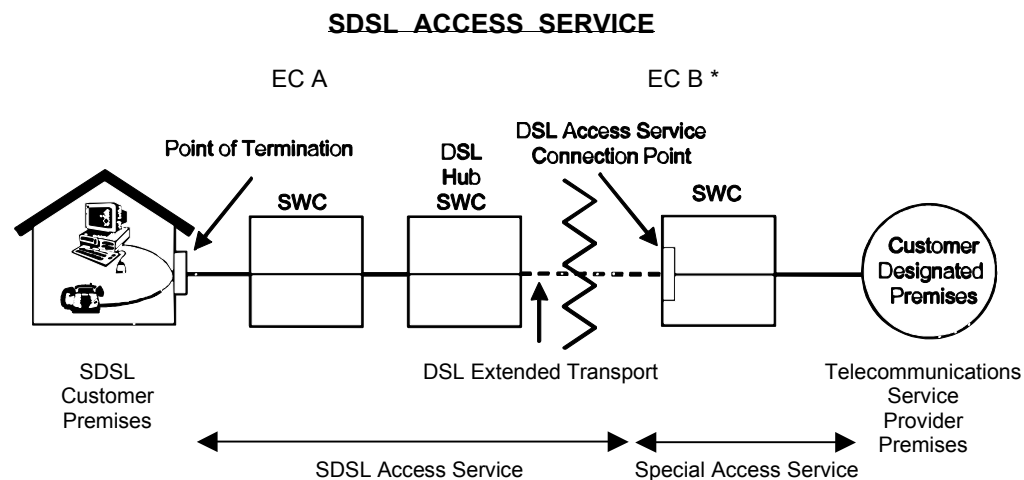 SDSL ACCESS SERVICE
EC A
EC B *
Point of Termination
DSL
Hub
SWC
DSL Access Service
Connection Point
SWC
SWC
Customer
Designated
Premises
DSL Extended Transport
SDSL
Customer
Premises
Telecommunications
Service
Provider
Premises
SDSL Access Service
Special Access Service